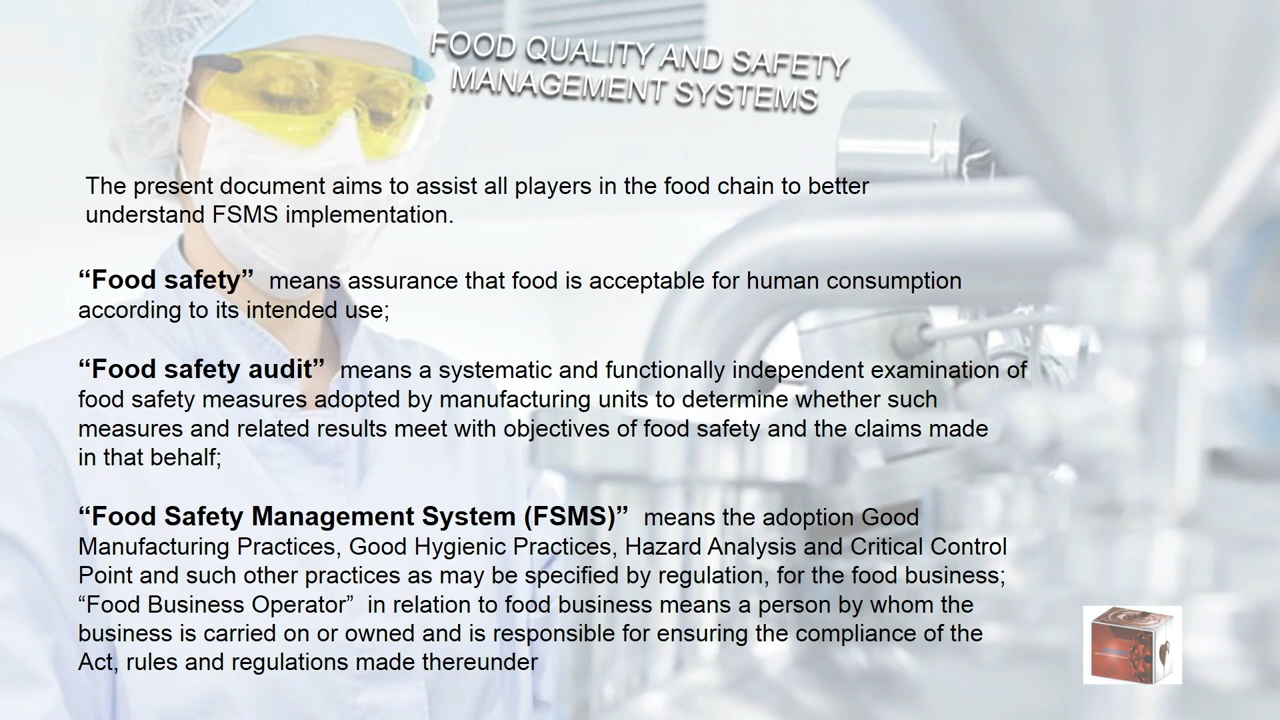 FOOD QUALITY AND SAFETY
MANAGEMENT SYSTEMS
The present document aims to assist all players in the food chain to better
understand FSMS implementation.
“Food safety” means assurance that food is acceptable for human consumption
according to its intended use;
“Food safety audit” means a systematic and functionally independent examination of
food safety measures adopted by manufacturing units to determine whether such
measures and related results meet with objectives of food safety and the claims made
in that behalf;
“Food Safety Management System (FSMS)” means the adoption Good
Manufacturing Practices, Good Hygienic Practices, Hazard Analysis and Critical Control
Point and such other practices as may be specified by regulation, for the food business;
“Food Business Operator” in relation to food business means a person by whom the
business is carried on or owned and is responsible for ensuring the compliance of the
Act, rules and regulations made thereunder